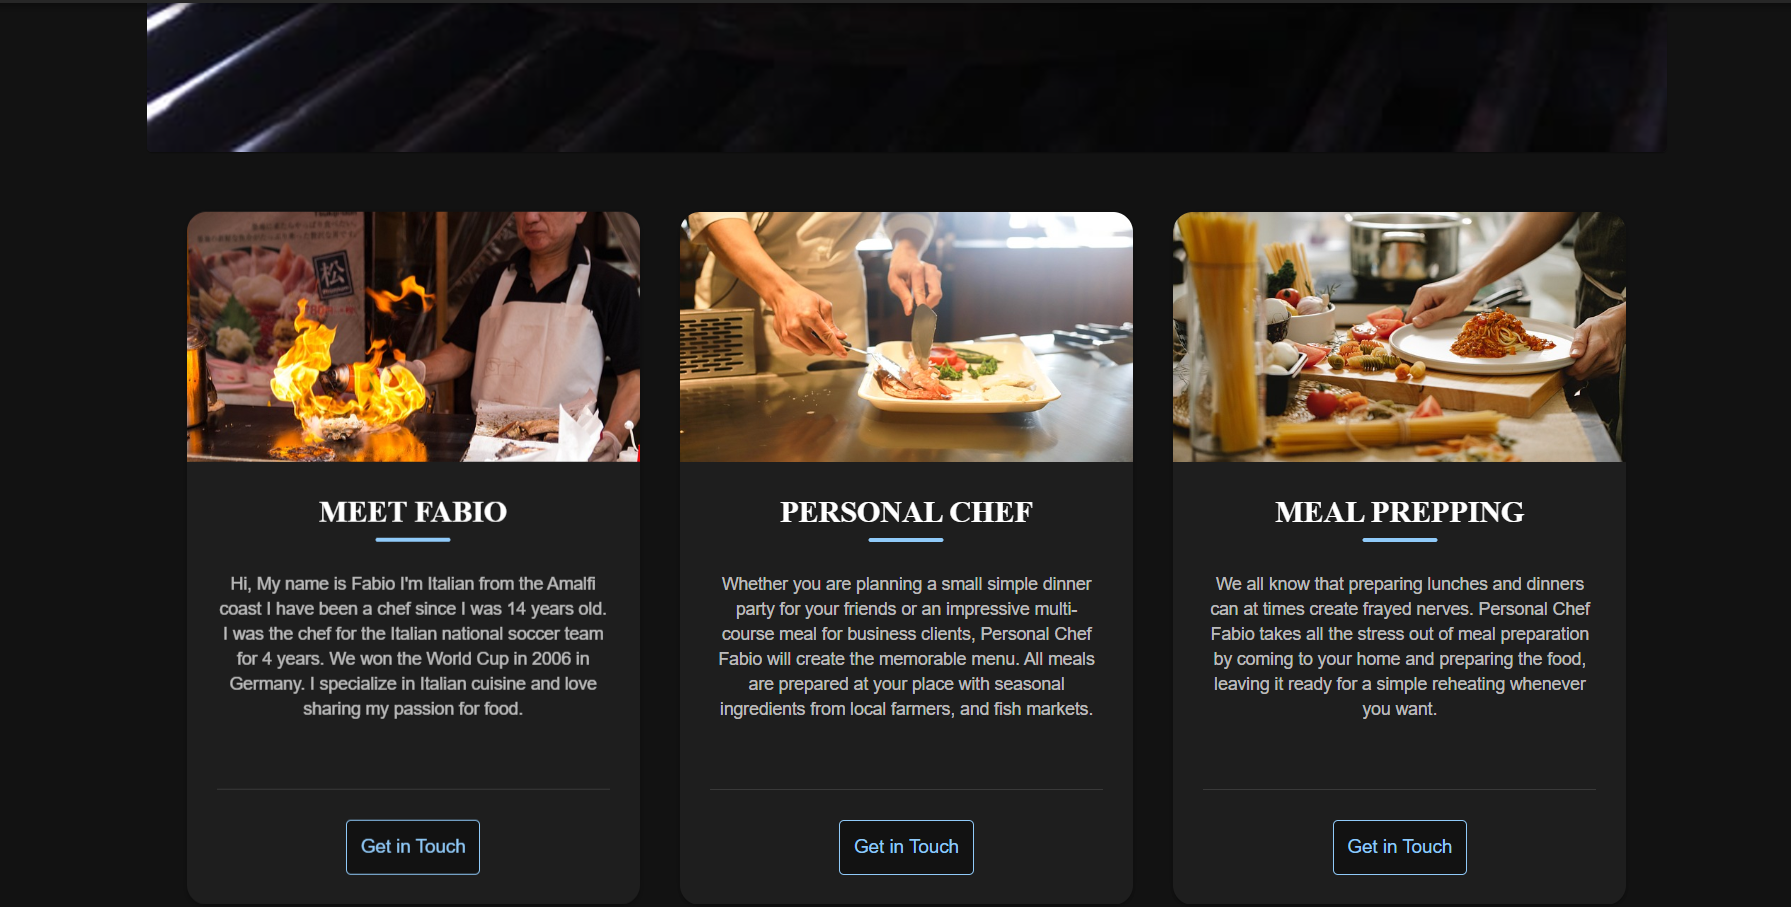 松
MEET FABIO
Hi, My name is Fabio I'm Italian from the Amalfi
coast I have been a chef since I was 14 years old.
I was the chef for the Italian national soccer team
for 4 years. We won the World Cup in 2006 in
Germany. I specialize in Italian cuisine and love
sharing my passion for food.
Get in Touch
PERSONAL CHEF
Whether you are planning a small simple dinner
party for your friends or an impressive multi-
course meal for business clients, Personal Chef
Fabio will create the memorable menu. All meals
are prepared at your place with seasonal
ingredients from local farmers, and fish markets.
Get in Touch
MEAL PREPPING
We all know that preparing lunches and dinners
can at times create frayed nerves. Personal Chef
Fabio takes all the stress out of meal preparation
by coming to your home and preparing the food,
leaving it ready for a simple reheating whenever
you want.
Get in Touch